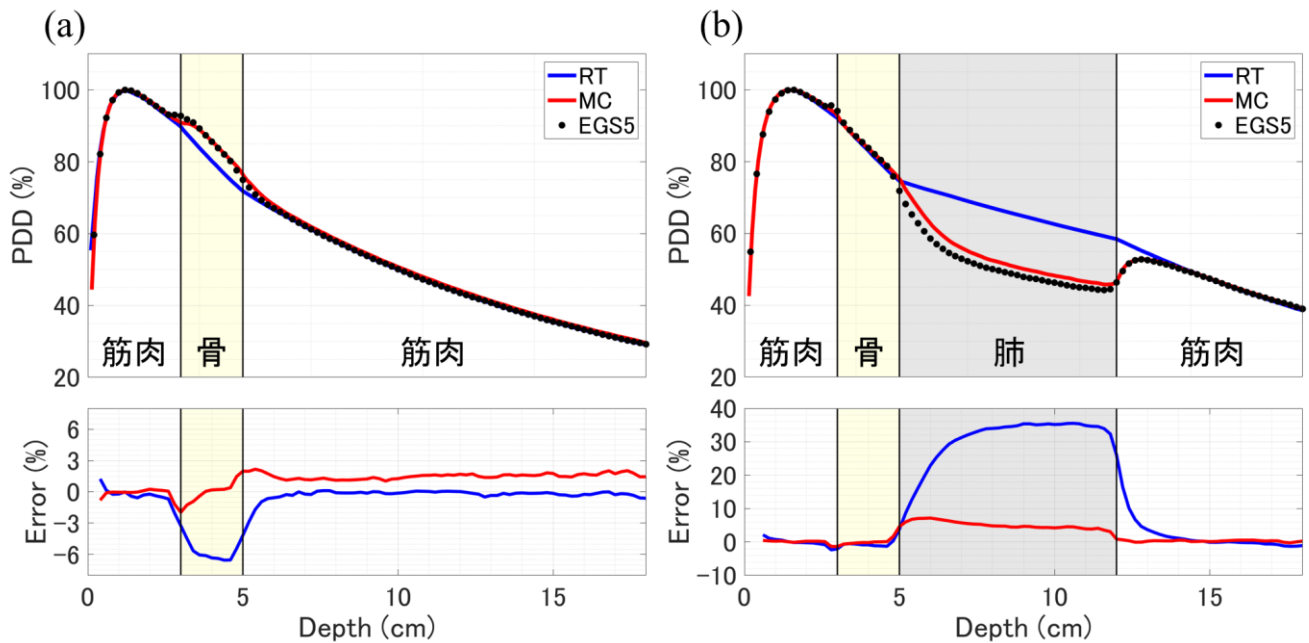 (a)
PDD (%)
100
80
60
40
20
RT
MC
EGS5
筋肉 骨 筋肉
Error (%)
6
3
0
−3
−6
0 5 10 15
Depth (cm)
(b)
PDD (%)
100
80
60
40
20
RT
MC
EGS5
筋肉 骨 肺 筋肉
Error (%)
40
30
20
10
0
−10
0 5 10 15
Depth (cm)